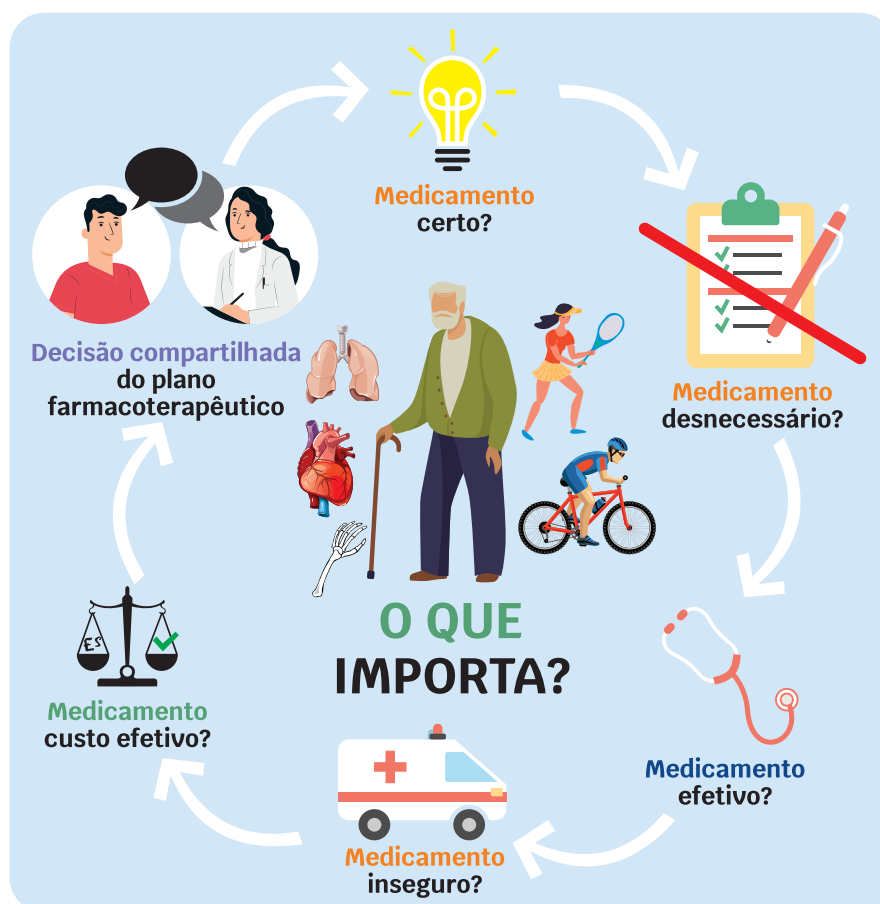 Medicamento
certo?
Medicamento
desnecessário?
Medicamento
efetivo?
Medicamento
inseguro?
Medicamento
custo efetivo?
ES
Decisão compartilhada
do plano
farmacoterapêutico
O QUE
IMPORTA?